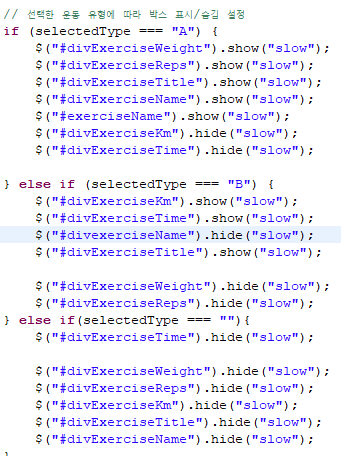 // 선택한 운동 유형에 따라 박스 표시/숨김 설정
if (selectedType === "A") {
    $("#divExerciseWeight").show("slow");
    $("#divExerciseReps").show("slow");
    $("#divExerciseTitle").show("slow");
    $("#divExerciseName").show("slow");
    $("#exerciseName").show("slow");
    $("#divExerciseKm").hide("slow");
    $("#divExerciseTime").hide("slow");

} else if (selectedType === "B") {
    $("#divExerciseKm").show("slow");
    $("#divExerciseTime").show("slow");
    $("#divexerciseName").hide("slow");
    $("#divExerciseTitle").show("slow");

    $("#divExerciseWeight").hide("slow");
    $("#divExerciseReps").hide("slow");
} else if(selectedType === ""){
    $("#divExerciseTime").hide("slow");

    $("#divExerciseWeight").hide("slow");
    $("#divExerciseReps").hide("slow");
    $("#divExerciseKm").hide("slow");
    $("#divExerciseTitle").hide("slow");
    $("#divExerciseName").hide("slow");
}